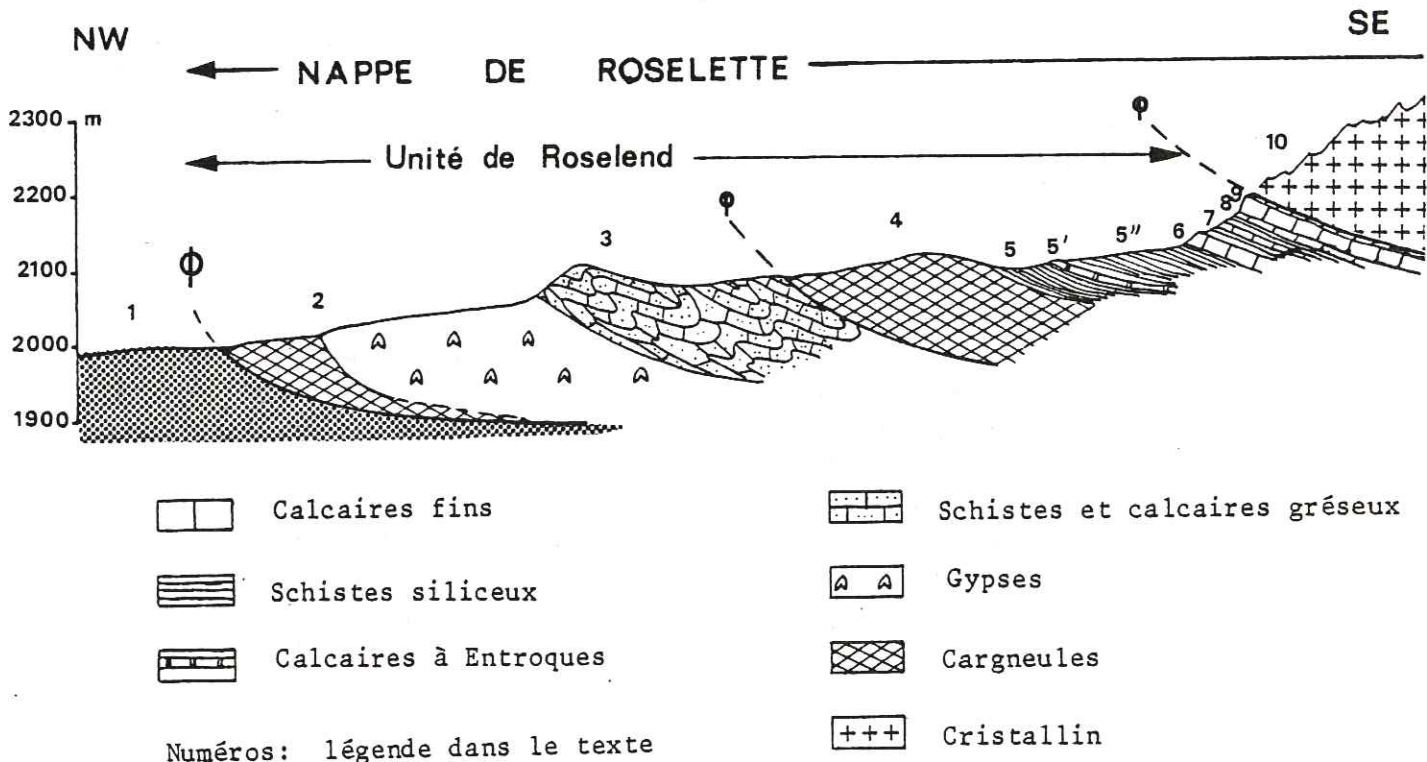 NW
SE
NAPPE DE ROSELETTE
2300 m
Unité de Roselend
10
2200
9
8
7
6
5"
5'
5
4
3
ϕ
2100
1
2
2000
1900
Calcaires fins
Schistes siliceux
Calcaires à Entroques
Numéros: légende dans le texte
Schistes et calcaires gréseux
Gypses
Cargneules
Cristallin